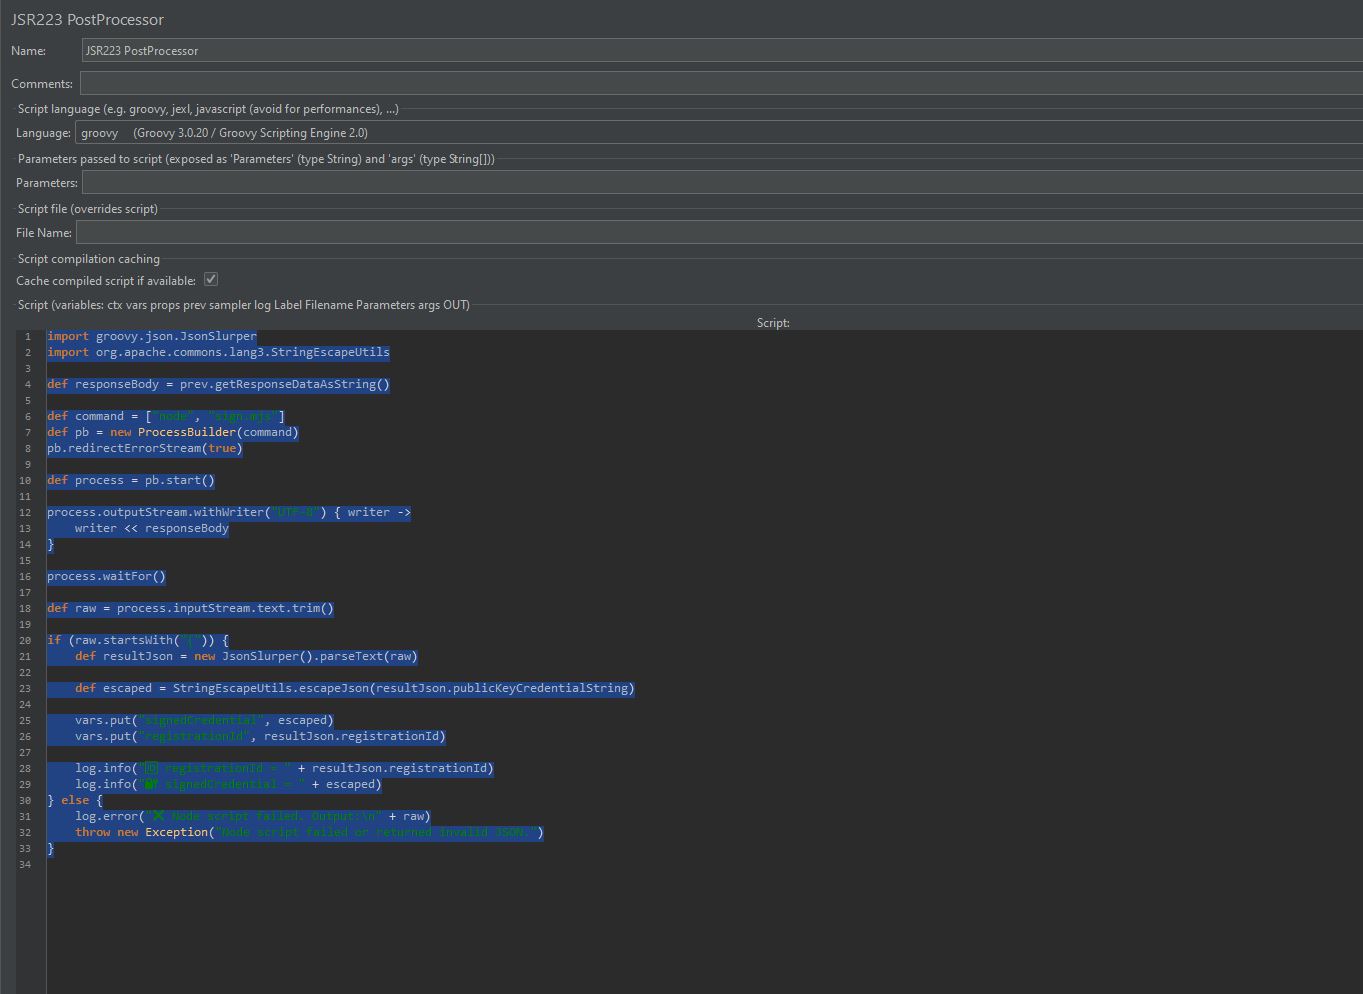 JSR223 PostProcessor
Name: JSR223 PostProcessor
Comments:
Script language (e.g. groovy, jexl, javascript (avoid for performances), ...)
Language: groovy (Groovy 3.0.20 / Groovy Scripting Engine 2.0)
Parameters passed to script (exposed as 'Parameters' (type String) and 'args' (type String[]))
Parameters:
Script file (overrides script)
File Name:
Script compilation caching
Cache compiled script if available:
Script (variables: ctx vars props prev sampler log Label Filename Parameters args OUT)
Script:
1 import groovy.json.JsonSlurper
2 import org.apache.commons.lang3.StringEscapeUtils
3
4 def responseBody = prev.getResponseDataAsString()
5
6 def command = ["node", "sign.mjs"]
7 def pb = new ProcessBuilder(command)
8 pb.redirectErrorStream(true)
9
10 def process = pb.start()
11
12 process.outputStream.withWriter("UTF-8") { writer ->
13     writer << responseBody
14 }
15
16 process.waitFor()
17
18 def raw = process.inputStream.text.trim()
19
20 if (raw.startsWith("{")) {
21     def resultJson = new JsonSlurper().parseText(raw)
22
23     def escaped = StringEscapeUtils.escapeJson(resultJson.publicKeyCredentialString)
24
25     vars.put("signedCredential", escaped)
26     vars.put("registrationId", resultJson.registrationId)
27
28     log.info("🆔 registrationId = " + resultJson.registrationId)
29     log.info("🔐 signedCredential = " + escaped)
30 } else {
31     log.error("❌ Node script failed. Output:\n" + raw)
32     throw new Exception("Node script failed or returned invalid JSON.")
33 }
34